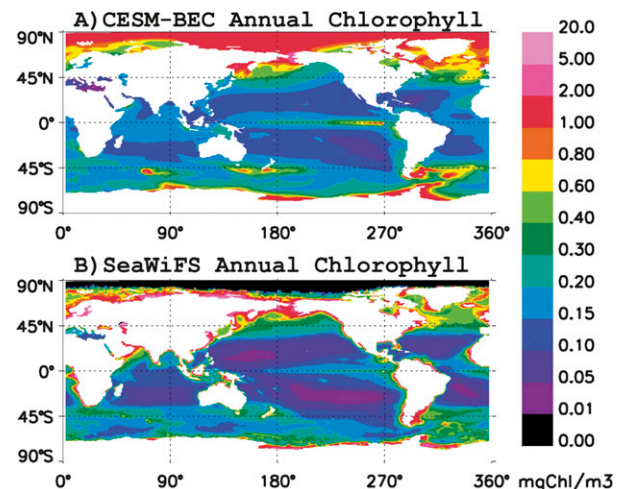 A)CESM-BEC Annual Chlorophyll
90°N
45°N
0°
45°S
90°S
0° 90° 180° 270° 360°
B)SeaWiFS Annual Chlorophyll
90°N
45°N
0°
45°S
90°S
0° 90° 180° 270° 360°
20.0
5.00
2.00
1.00
0.80
0.60
0.40
0.30
0.20
0.15
0.10
0.05
0.01
0.00
mgChl/m3